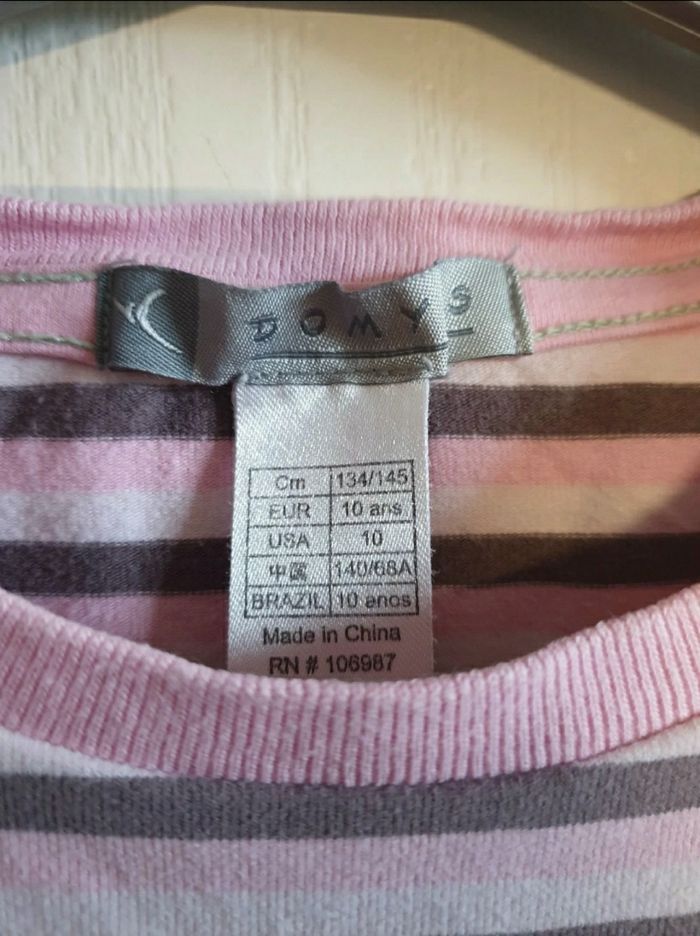 DOMYS
Cm 134/145
EUR 10 ans
USA 10
中国 140/68A
BRAZIL 10 anos
Made in China
RN # 106987